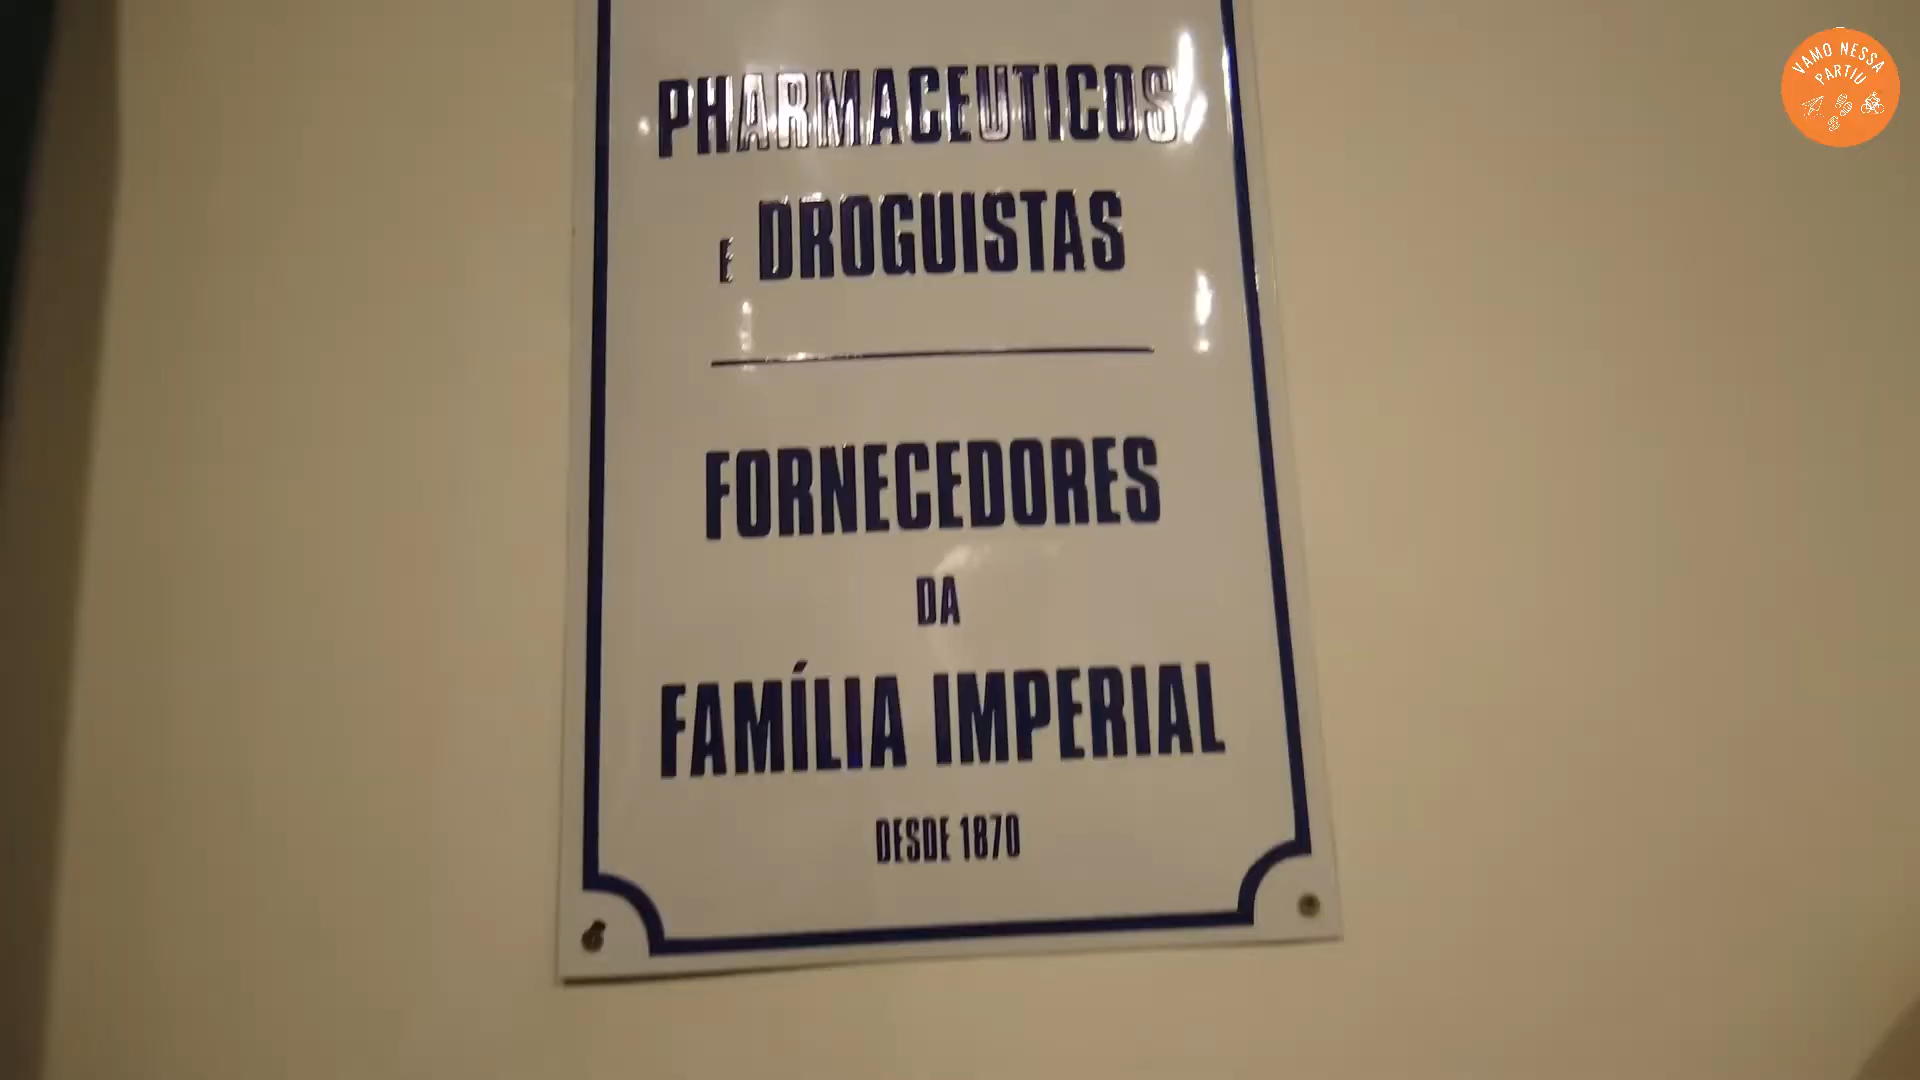 PHARMACEUTICOS
E DROGUISTAS
FORNECEDORES
DA
FAMÍLIA IMPERIAL
DESDE 1870
VAMO NESSA
PARTIU